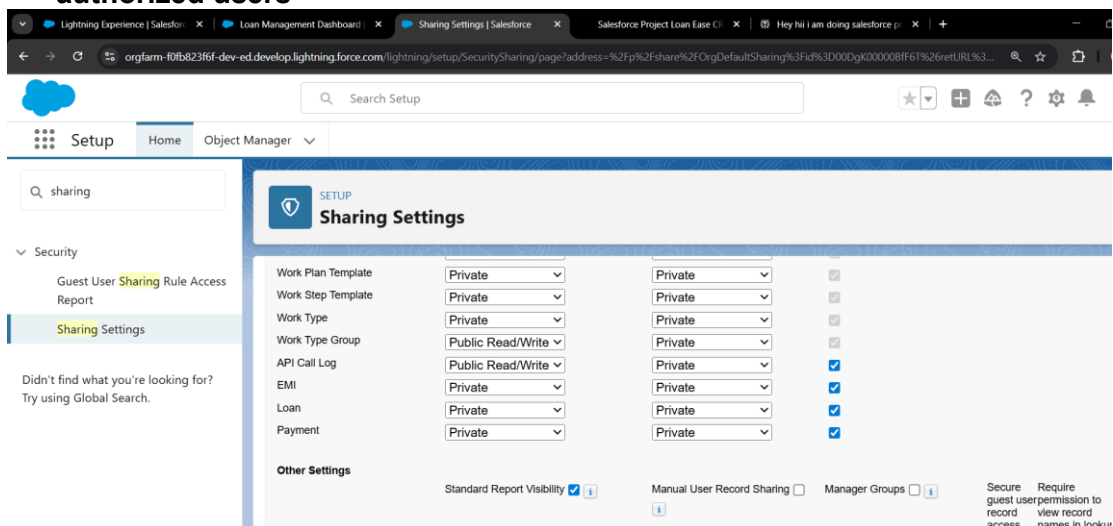 authorized users
Lightning Experience | Salesforc
Loan Management Dashboard |
Sharing Settings | Salesforce
Salesforce Project Loan Ease C
Hey hii i am doing salesforce p
orgfarm-f0fb823f6f-dev-ed.develop.lightning.force.com/lightning/setup/SecuritySharing/page?address=%2Fp%2Fshare%2FOrgDefaultSharing%3Fid%3D00DgK00000BfF6T%26retURL%3...
Search Setup
Setup
Home
Object Manager
sharing
SETUP
Sharing Settings
Security
Guest User Sharing Rule Access
Report
Sharing Settings
Didn't find what you're looking for?
Try using Global Search.
Work Plan Template Private Private
Work Step Template Private Private
Work Type Private Private
Work Type Group Public Read/Write Private
API Call Log Public Read/Write Private
EMI Private Private
Loan Private Private
Payment Private Private
Other Settings
Standard Report Visibility
Manual User Record Sharing
Manager Groups
Secure
guest user
record
access
Require
permission to
view record
names in lookup